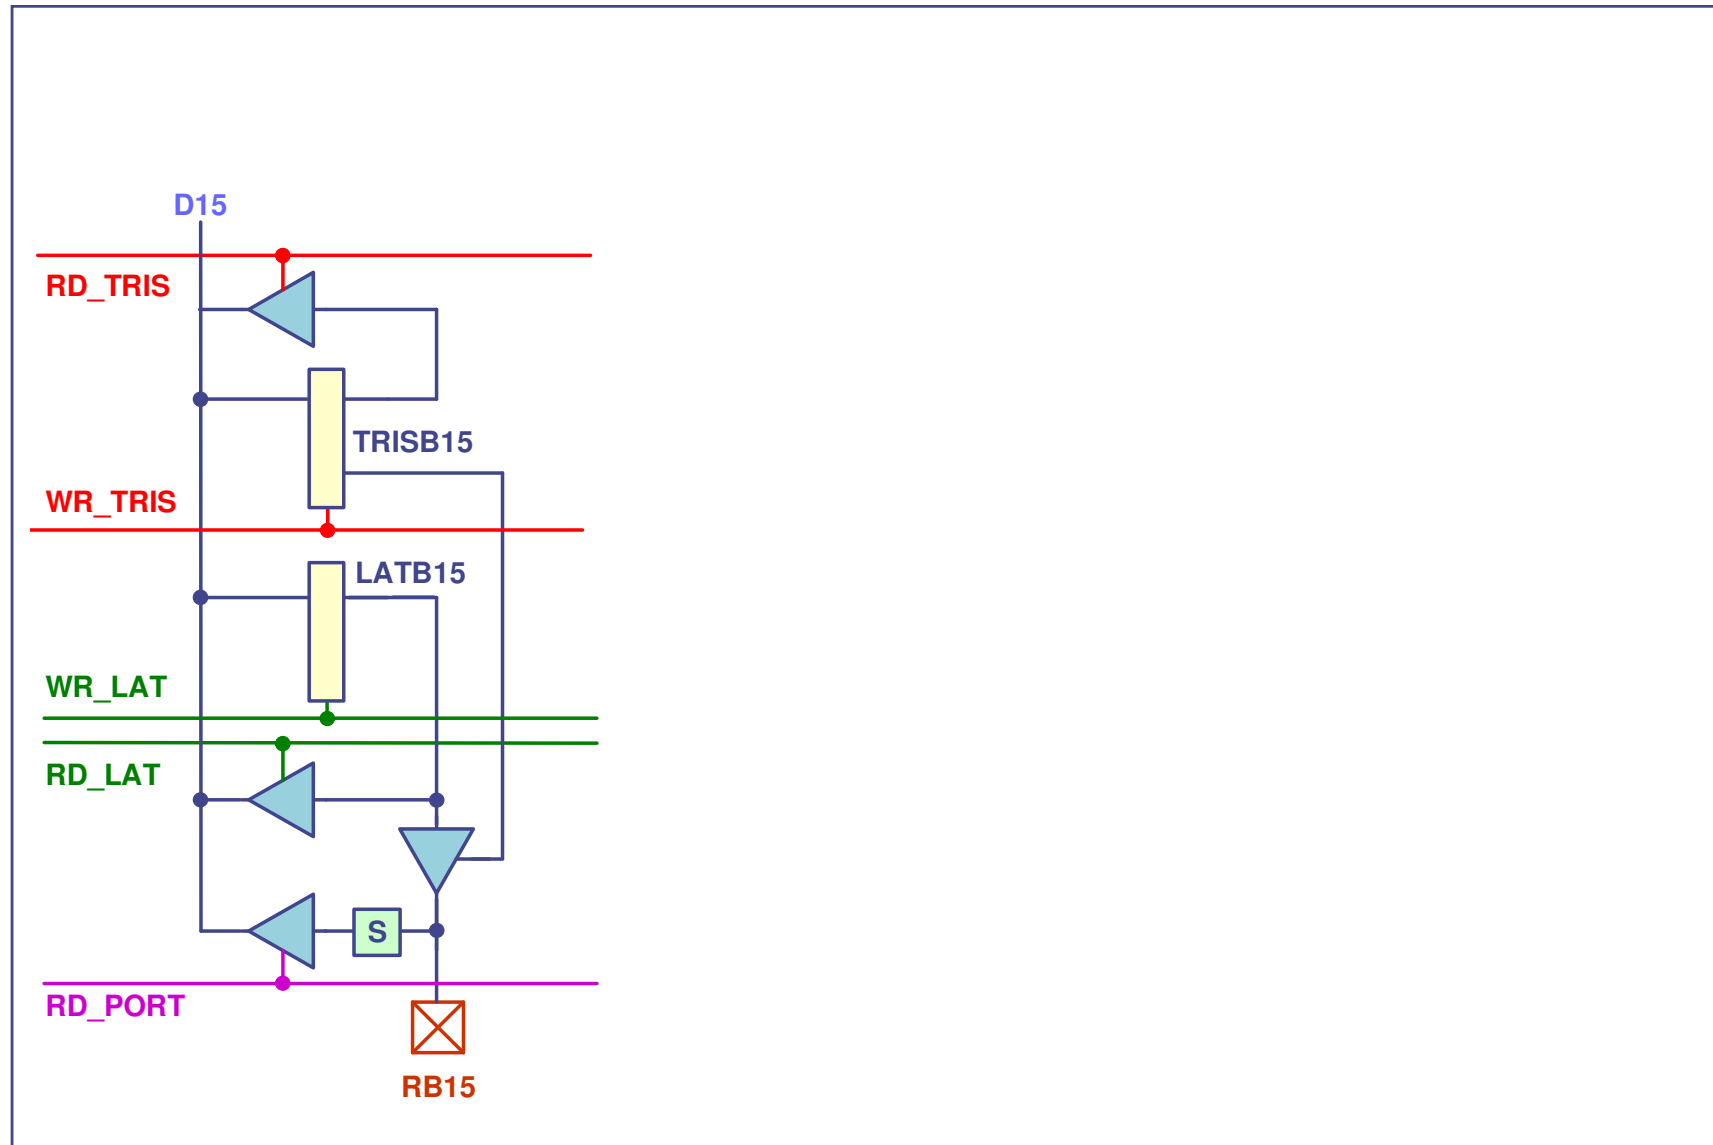 D15
RD_TRIS
TRISB15
WR_TRIS
LATB15
WR_LAT
RD_LAT
S
RD_PORT
RB15